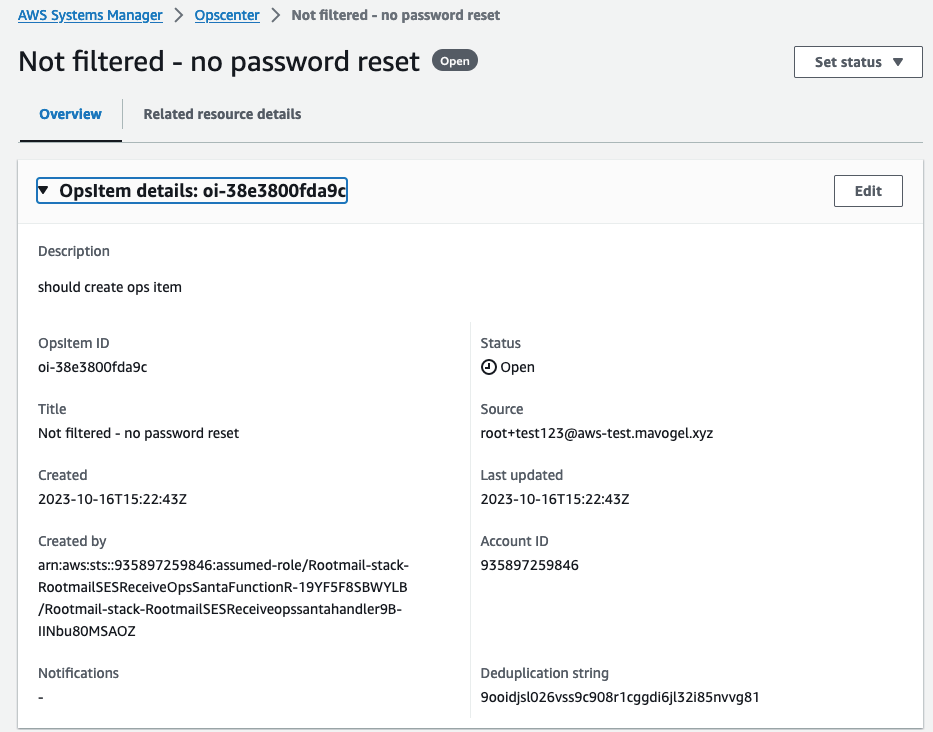 AWS Systems Manager > Opscenter > Not filtered - no password reset
Not filtered - no password reset Open
Set status ▼
Overview
Related resource details
▼ OpsItem details: oi-38e3800fda9c
Edit
Description
should create ops item
OpsItem ID
oi-38e3800fda9c
Status
Open
Title
Not filtered - no password reset
Source
root+test123@aws-test.mavogel.xyz
Created
2023-10-16T15:22:43Z
Last updated
2023-10-16T15:22:43Z
Created by
arn:aws:sts::935897259846:assumed-role/Rootmail-stack-
RootmailSESReceiveOpsSantaFunctionR-19YF5F8SBWYLB
/Rootmail-stack-RootmailSESReceiveopssantahandler9B-
IINbu80MSAOZ
Account ID
935897259846
Notifications
-
Deduplication string
9ooidjsl026vss9c908r1cggdi6jl32i85nvvg81